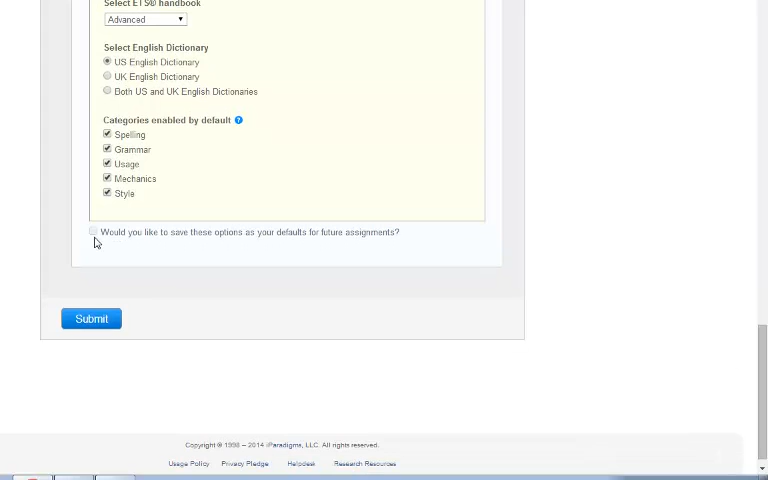 Select ETS® handbook
Advanced
Select English Dictionary
US English Dictionary
UK English Dictionary
Both US and UK English Dictionaries
Categories enabled by default ?
Spelling
Grammar
Usage
Mechanics
Style
Would you like to save these options as your defaults for future assignments?
Submit
Copyright © 1998 – 2014 iParadigms, LLC. All rights reserved.
Usage Policy Privacy Pledge Helpdesk Research Resources